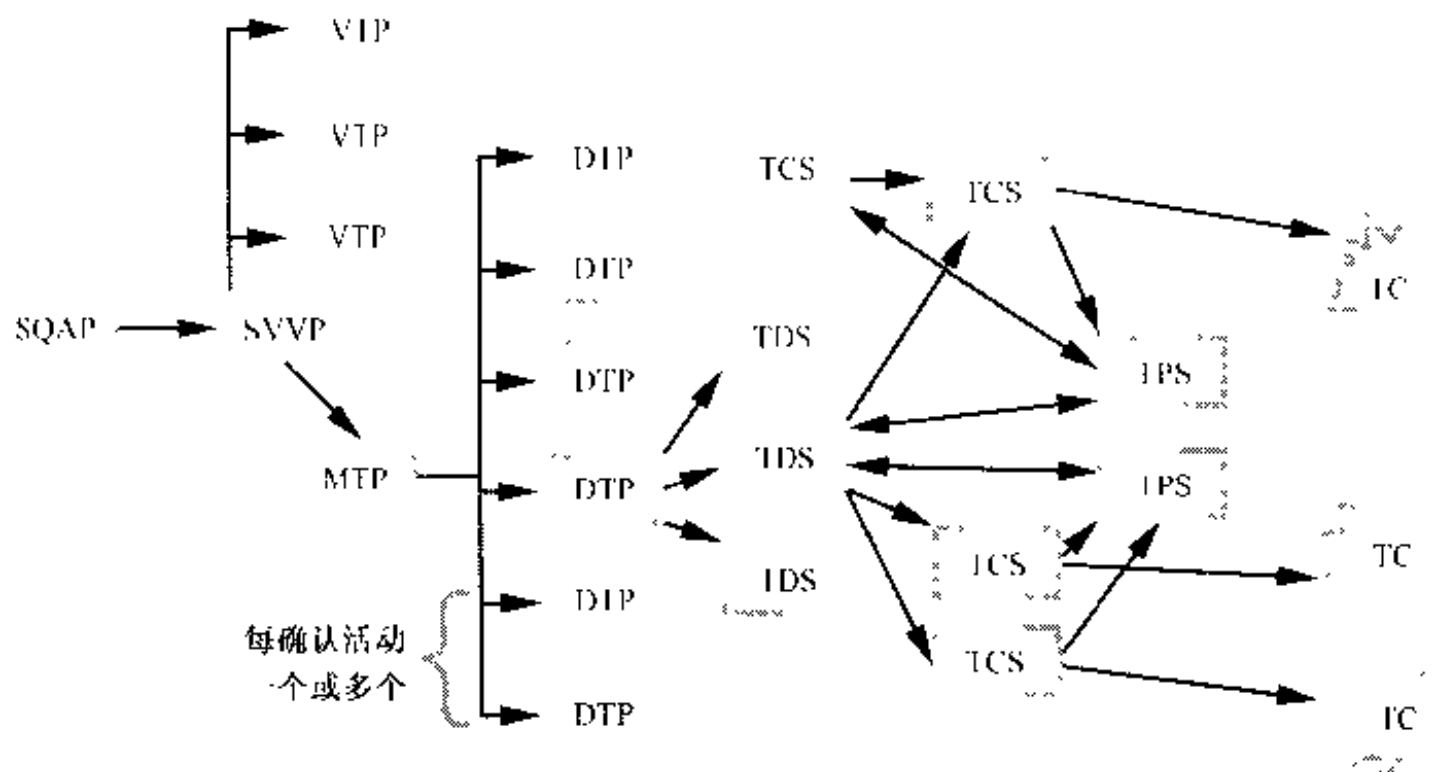 VTP
VTP
VTP
SQAP
SVVP
MTP
DTP
DTP
DTP
DTP
DTP
DTP
每确认活动
一个或多个
TCS
TDS
TDS
TDS
TCS
TPS
TPS
TCS
TCS
TC
TC
TC